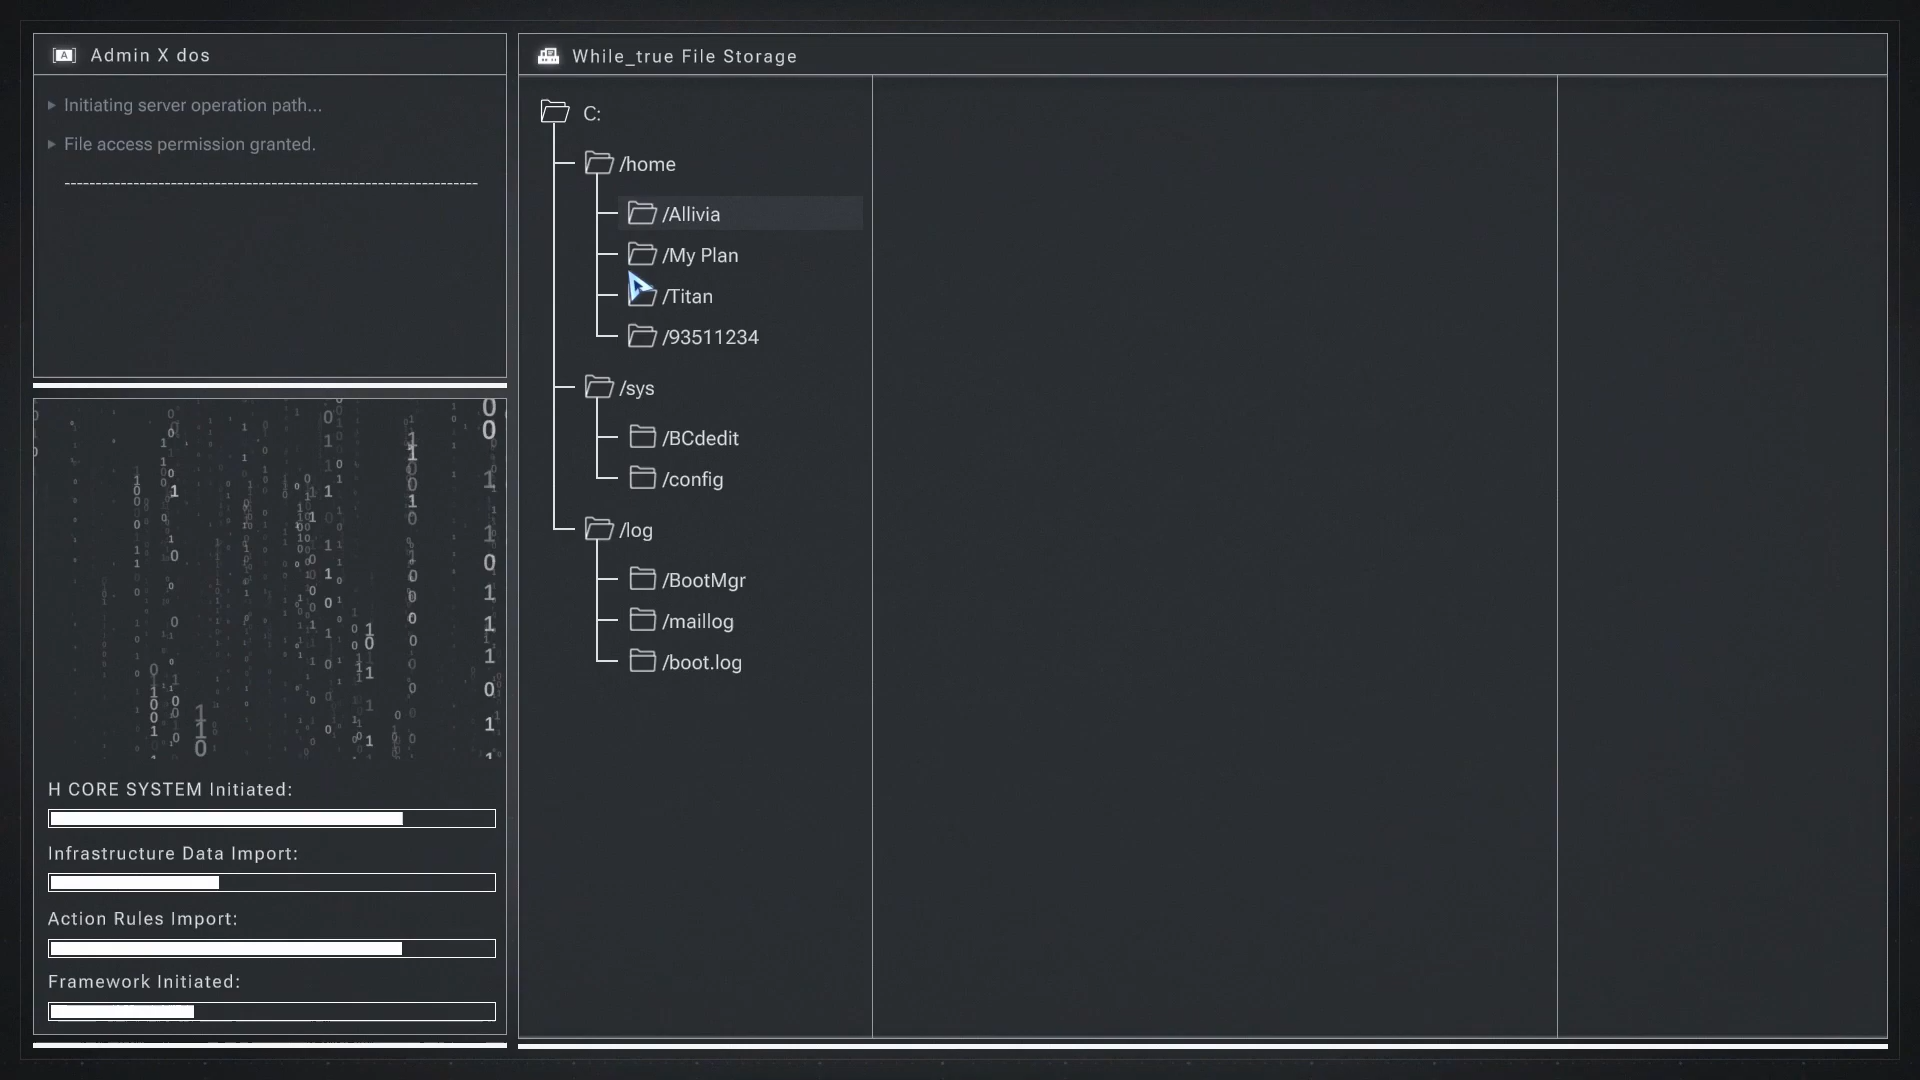 Admin X dos
Initiating server operation path...
File access permission granted.
H CORE SYSTEM Initiated:
Infrastructure Data Import:
Action Rules Import:
Framework Initiated:
While_true File Storage
C:
/home
/Allivia
/My Plan
/Titan
/93511234
/sys
/BCdedit
/config
/log
/BootMgr
/maillog
/boot.log